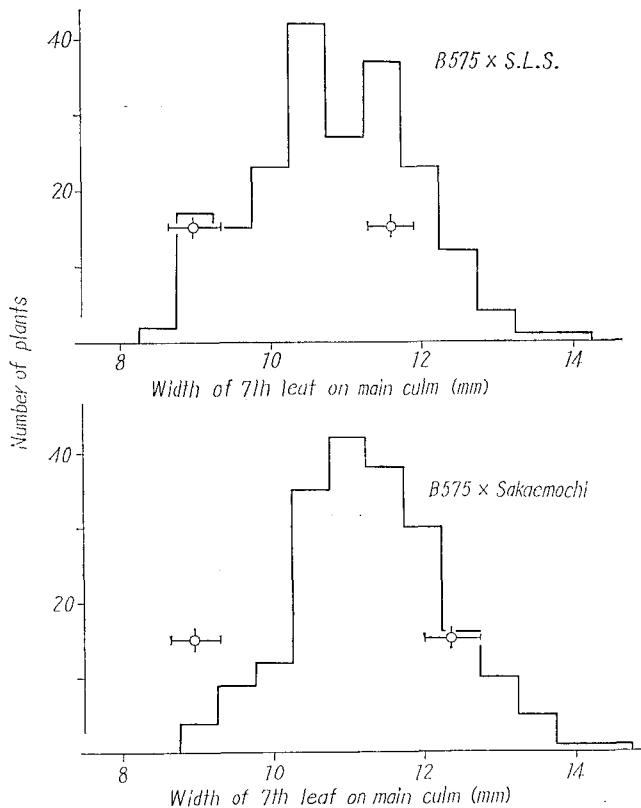 40
B575 × S.L.S.
20
8 10 12 14
Width of 7th leaf on main culm (mm)
Number of plants
40
B575 × Sakaemochi
20
8 10 12 14
Width of 7th leaf on main culm (mm)